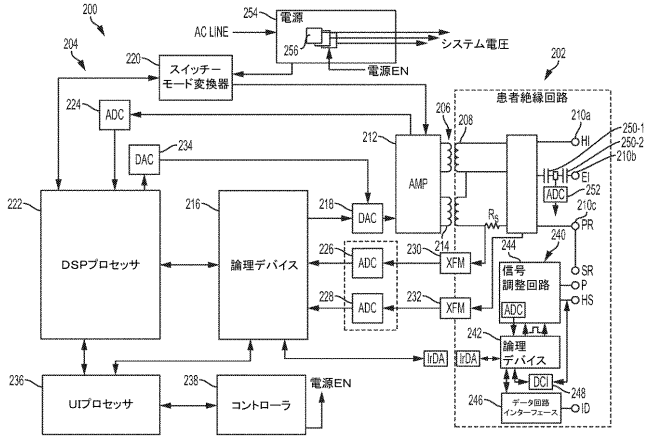 200
254
電源
AC LINE
256
システム電圧
電源EN
204
220
スイッチー
モード変換器
202
患者絶縁回路
224
ADC
234
DAC
206
208
210a
HI
212
AMP
250-1
250-2
210b
EI
ADC
252
222
DSPプロセッサ
216
論理デバイス
218
DAC
214
RS
210c
PR
226
ADC
230
XFM
244
240
信号
調整回路
SR
P
HS
228
ADC
232
XFM
ADC
242
論理
デバイス
IrDA
IrDA
236
UIプロセッサ
238
コントローラ
電源EN
DCI
248
246
データ回路
インターフェース
ID